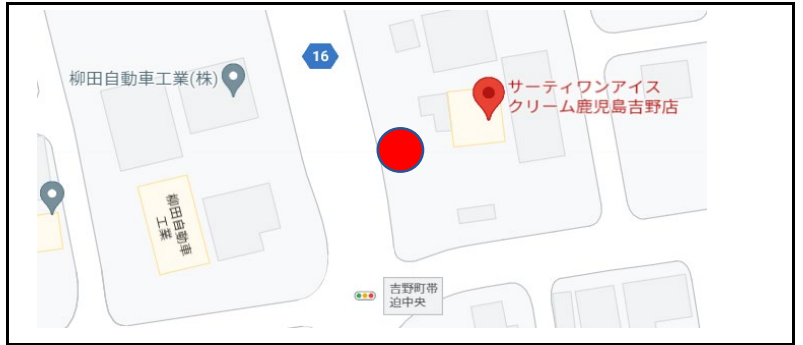 16
柳田自動車工業(株)
サーティワンアイス
クリーム鹿児島吉野店
柳田自動車
工業
吉野町帯
迫中央